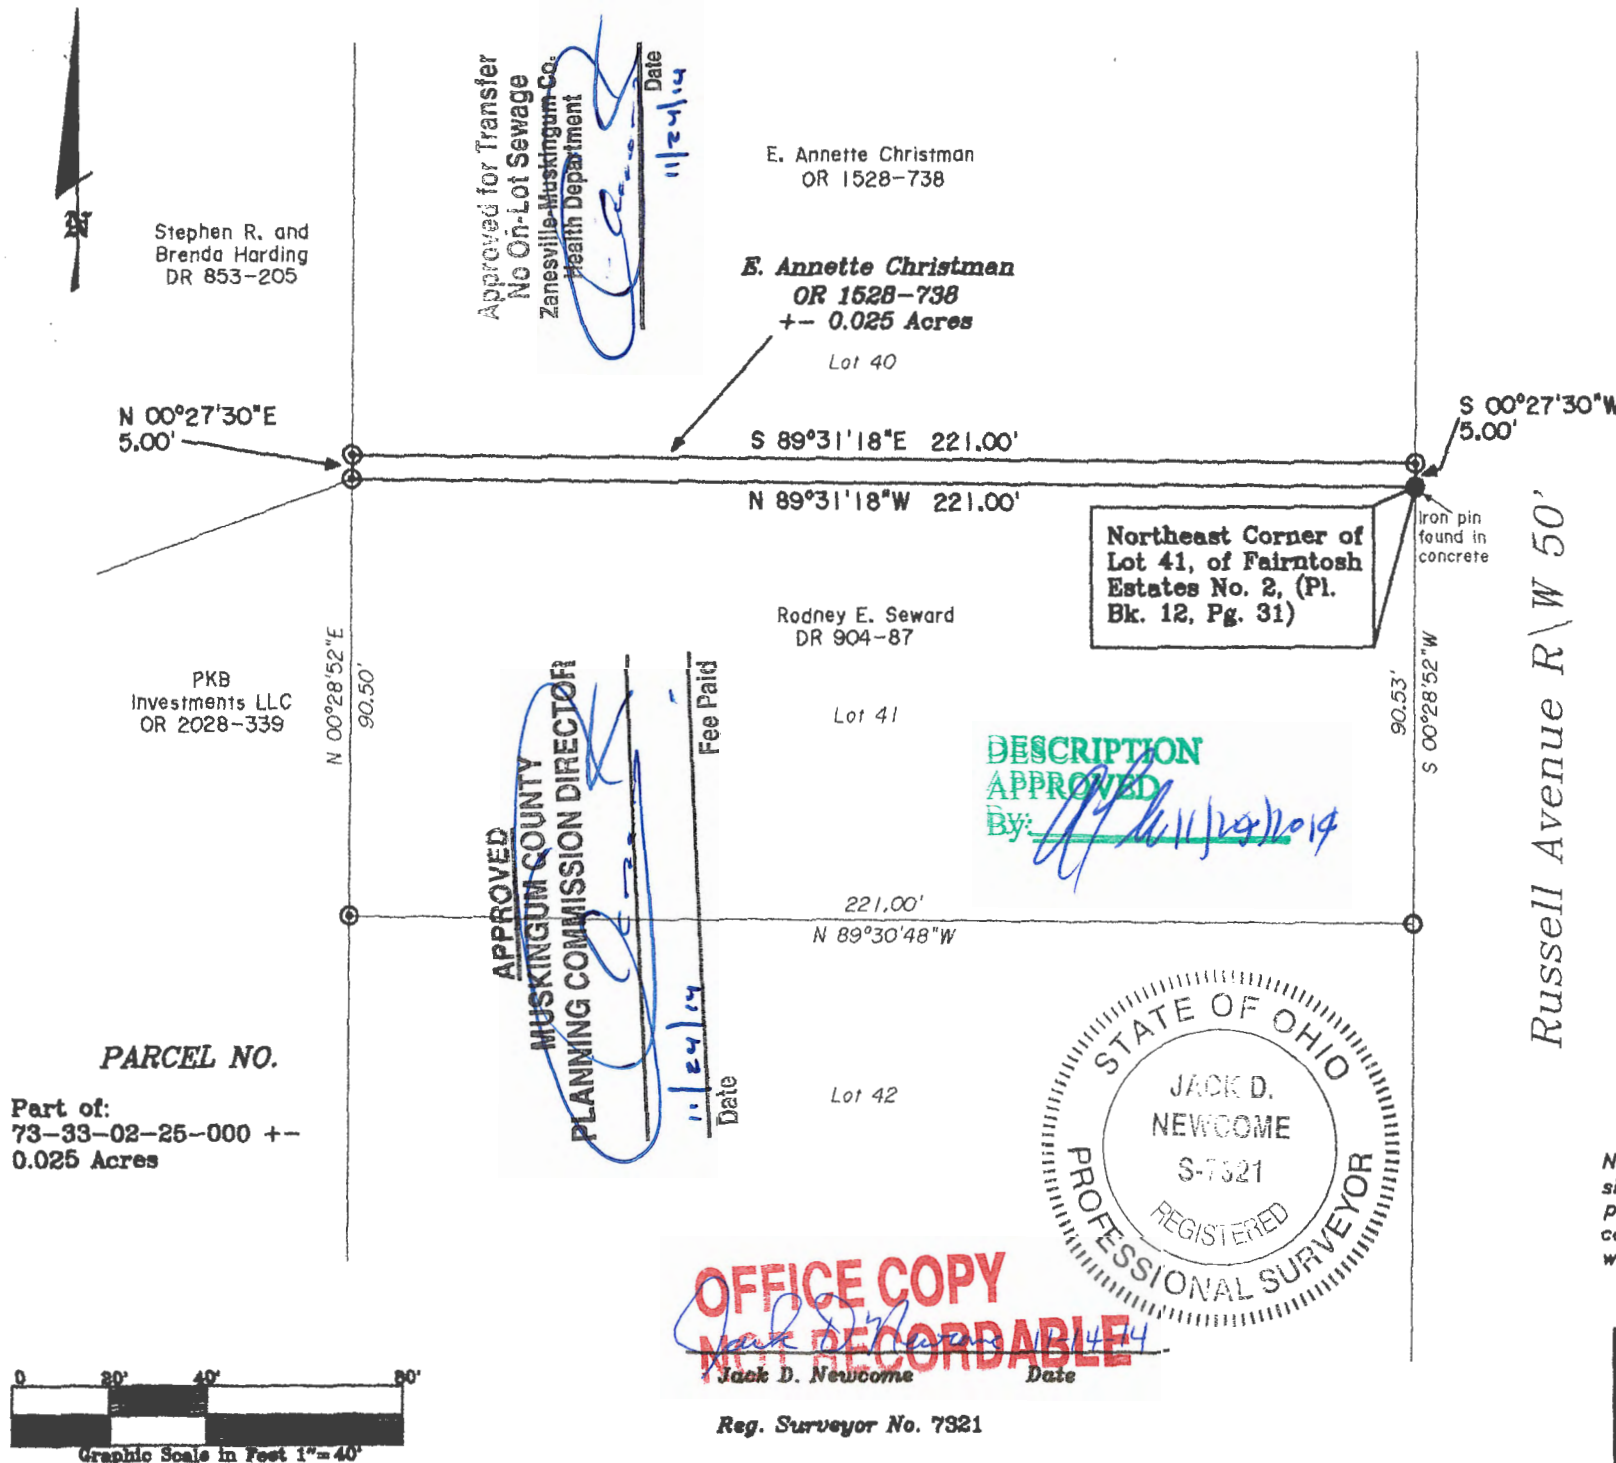 N
Stephen R. and
Brenda Harding
DR 853-205
Approved for Transfer
No On-Lot Sewage
Zanesville-Muskingum Co.
Health Department
Date
11/24/14
E. Annette Christman
OR 1528-738
E. Annette Christman
OR 1528-738
+- 0.025 Acres
Lot 40
N 00°27'30"E
5.00'
S 89°31'18"E 221.00'
N 89°31'18"W 221.00'
S 00°27'30"W
5.00'
Iron pin
found in
concrete
Northeast Corner of
Lot 41, of Fairntosh
Estates No. 2, (Pl.
Bk. 12, Pg. 31)
Russell Avenue R\W 50'
PKB
Investments LLC
OR 2028-339
N 00°28'52"E
90.50'
Rodney E. Seward
DR 904-87
Lot 41
90.53'
S 00°28'52"W
APPROVED
MUSKINGUM COUNTY
PLANNING COMMISSION DIRECTOR
Fee Paid
11/24/14
Date
DESCRIPTION
APPROVED
By:
11/24/2014
221.00'
N 89°30'48"W
PARCEL NO.
Part of:
73-33-02-25-000 +-
0.025 Acres
Lot 42
STATE OF OHIO
JACK D.
NEWCOME
S-7321
REGISTERED
PROFESSIONAL SURVEYOR
OFFICE COPY
NOT RECORDABLE
Jack D. Newcome 11-14-14
Jack D. Newcome Date
Reg. Surveyor No. 7321
0 20' 40' 80'
Graphic Scale in Feet 1"=40'